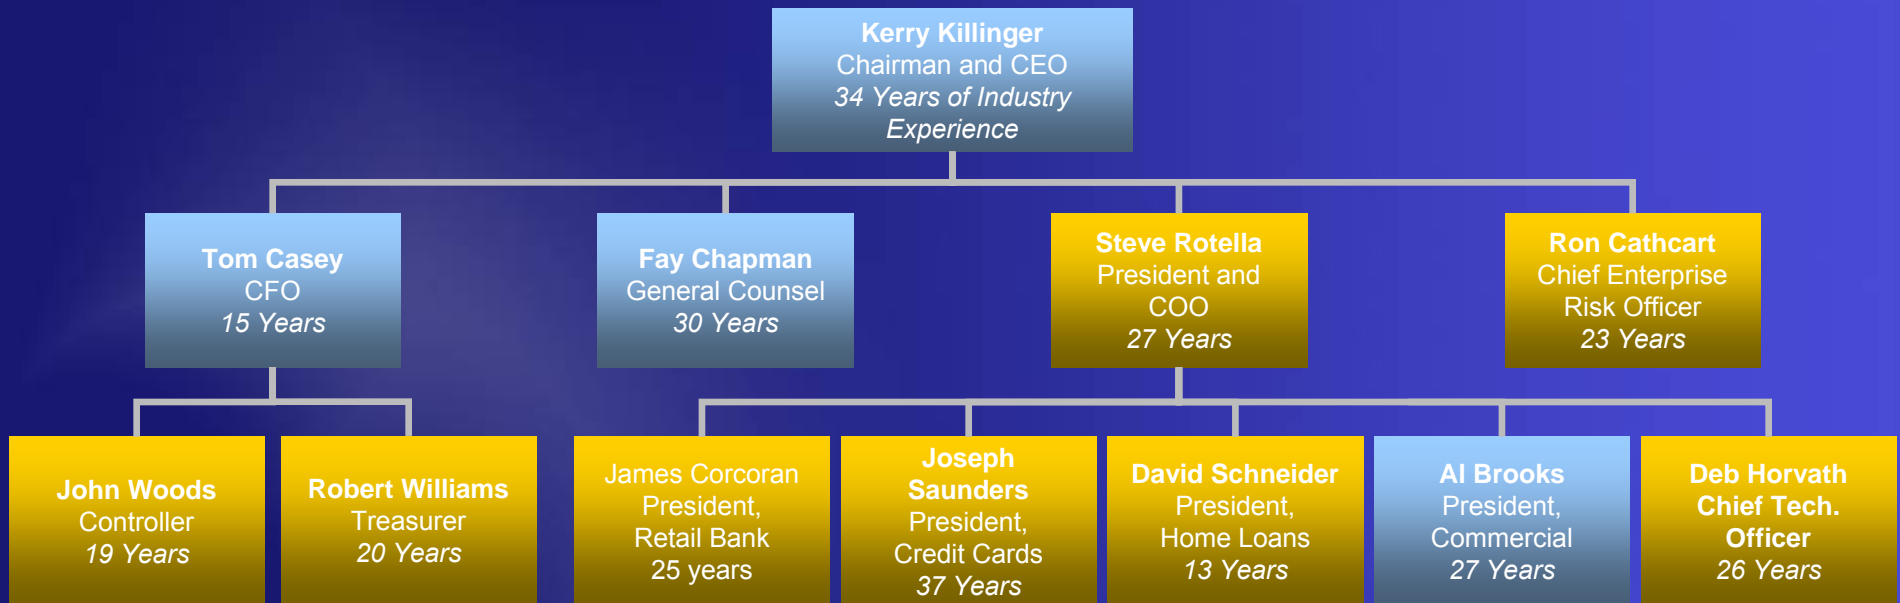 Kerry Killinger
Chairman and CEO
34 Years of Industry
Experience
Tom Casey
CFO
15 Years
Fay Chapman
General Counsel
30 Years
Steve Rotella
President and
COO
27 Years
Ron Cathcart
Chief Enterprise
Risk Officer
23 Years
John Woods
Controller
19 Years
Robert Williams
Treasurer
20 Years
James Corcoran
President,
Retail Bank
25 years
Joseph
Saunders
President,
Credit Cards
37 Years
David Schneider
President,
Home Loans
13 Years
Al Brooks
President,
Commercial
27 Years
Deb Horvath
Chief Tech.
Officer
26 Years